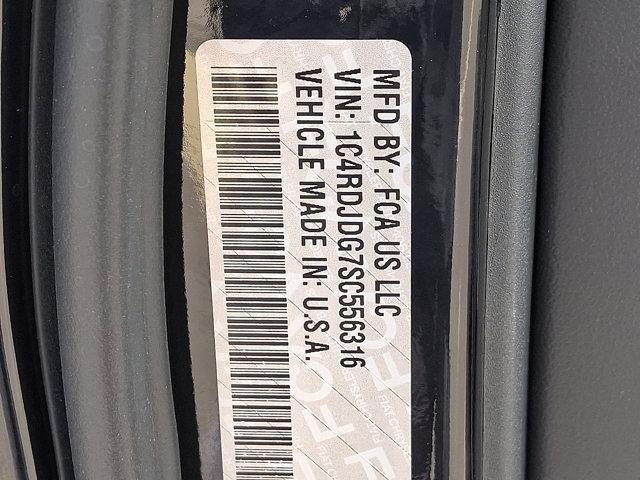 MFD BY: FCA US LLC
VIN: 1C4RDJDG7SC556316
VEHICLE MADE IN: U.S.A.